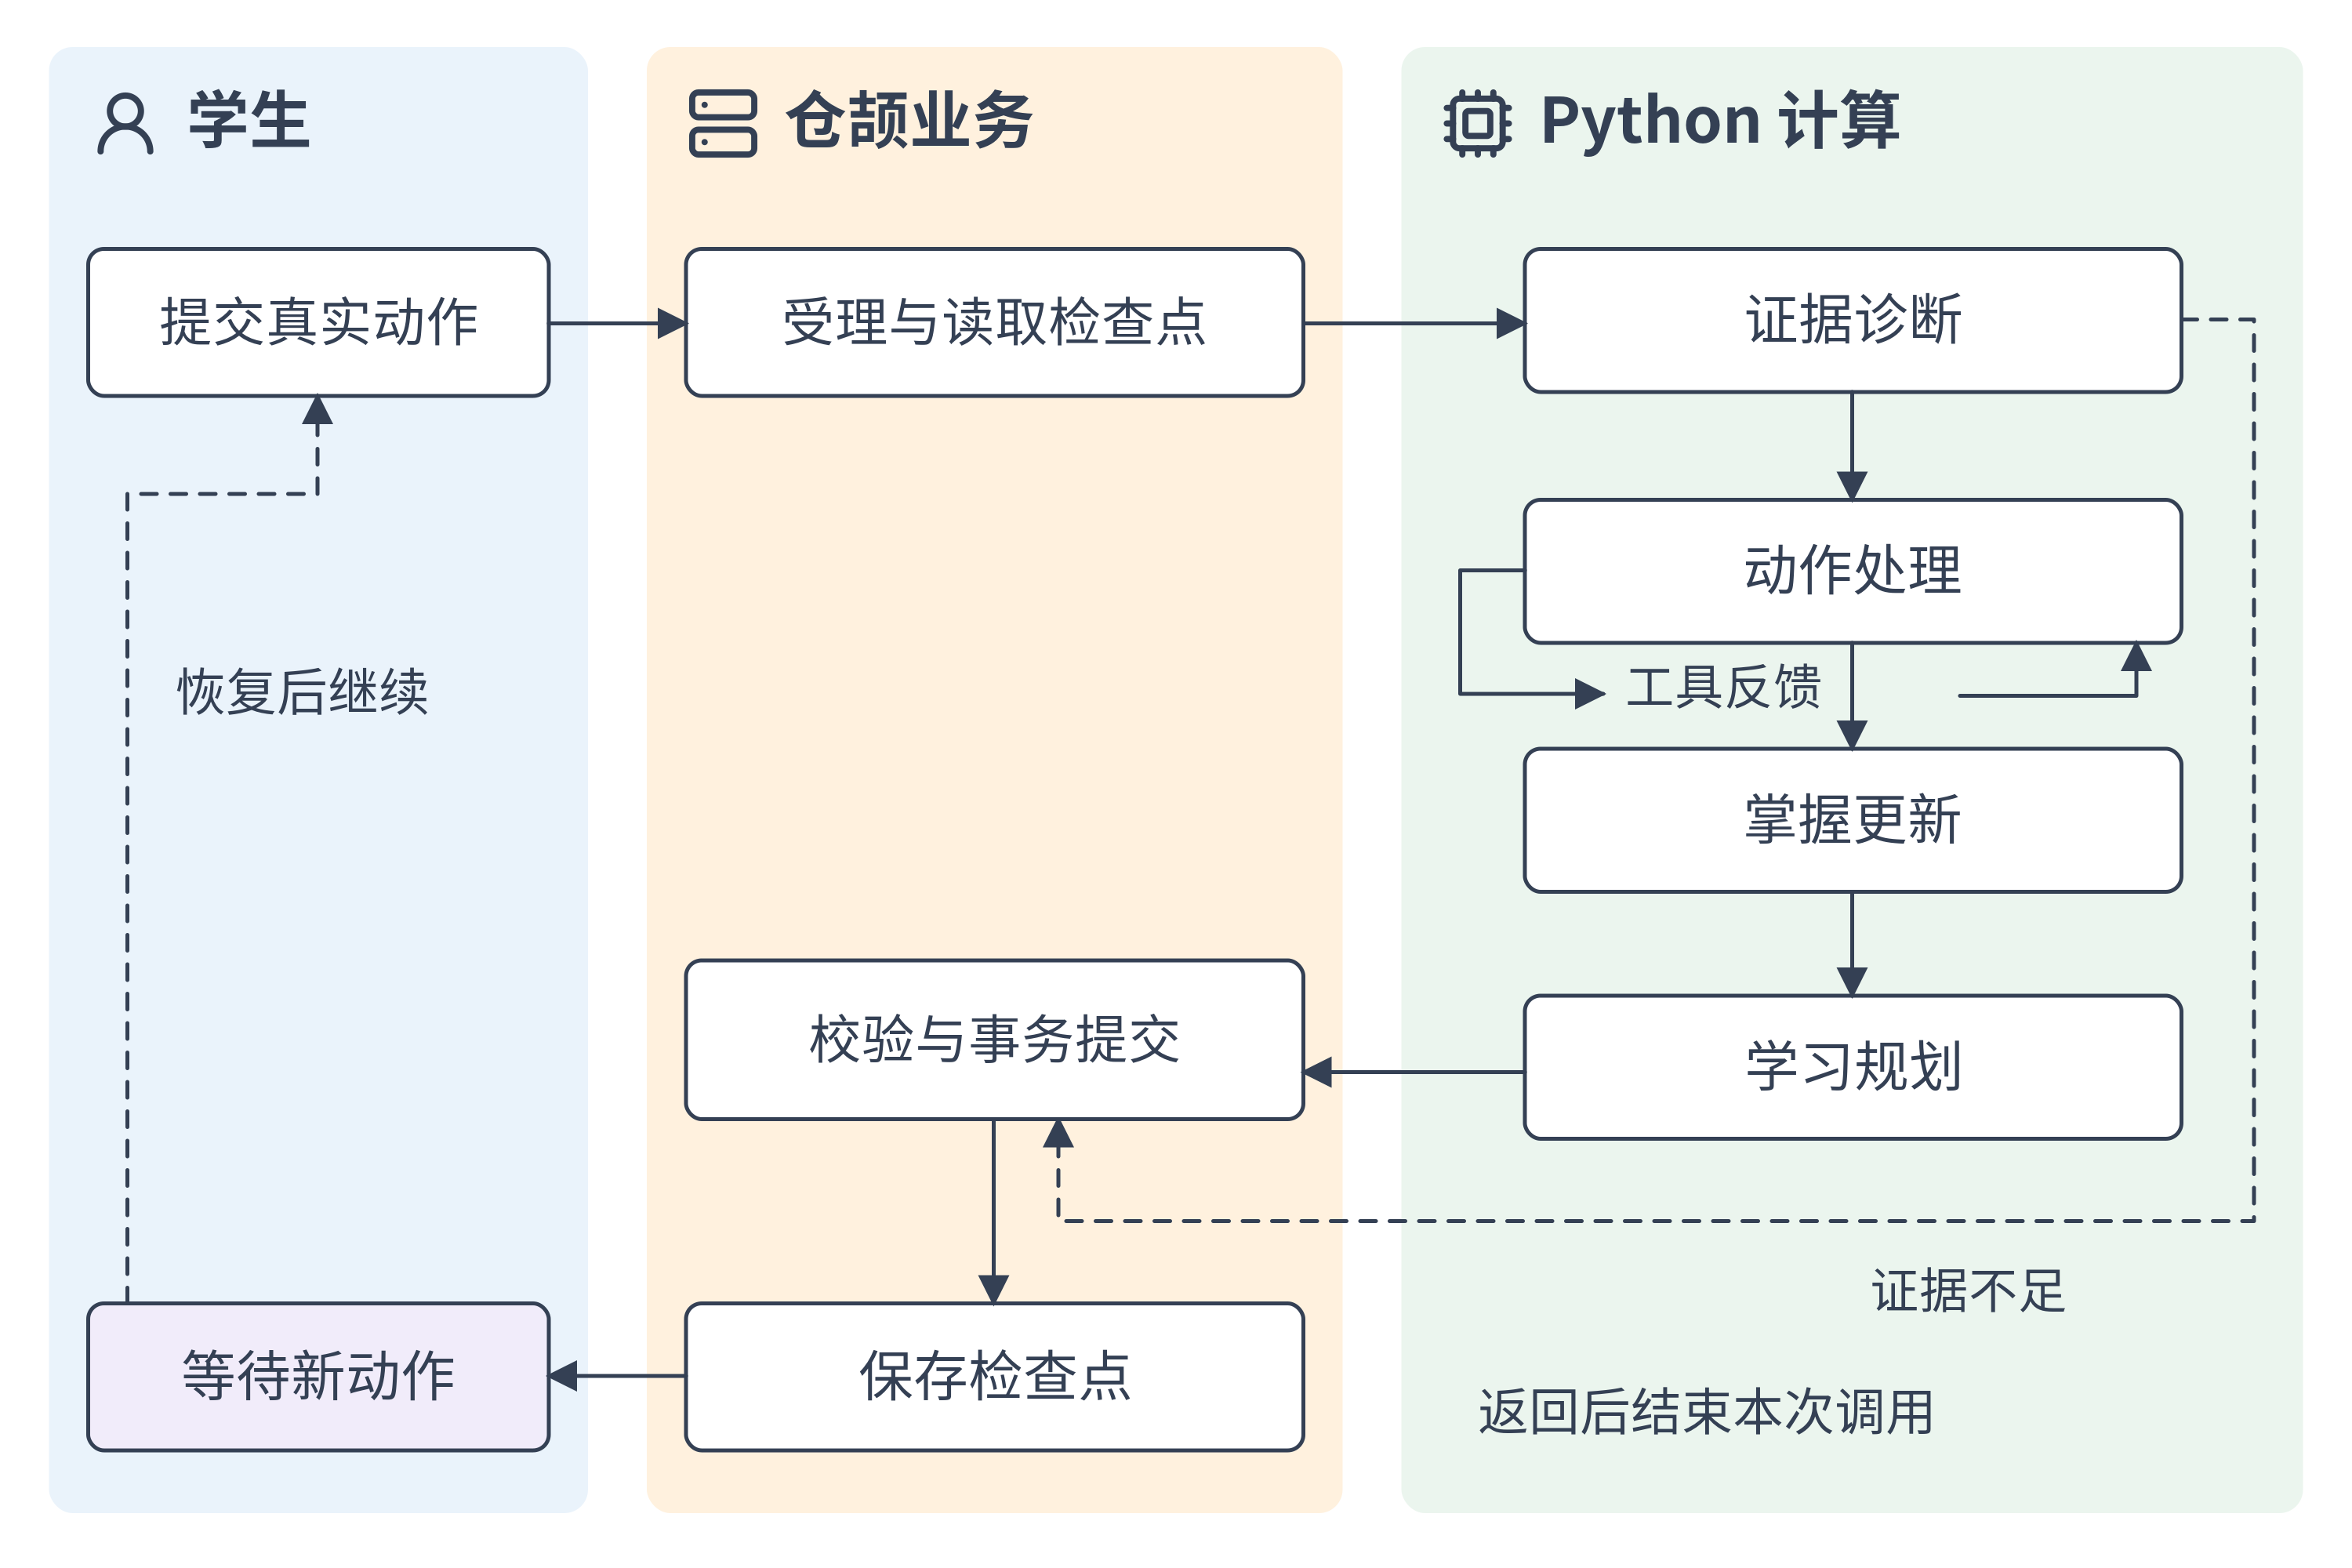 学生
仓颉业务
Python 计算
提交真实动作
受理与读取检查点
证据诊断
动作处理
工具反馈
恢复后继续
掌握更新
校验与事务提交
学习规划
证据不足
等待新动作
保存检查点
返回后结束本次调用